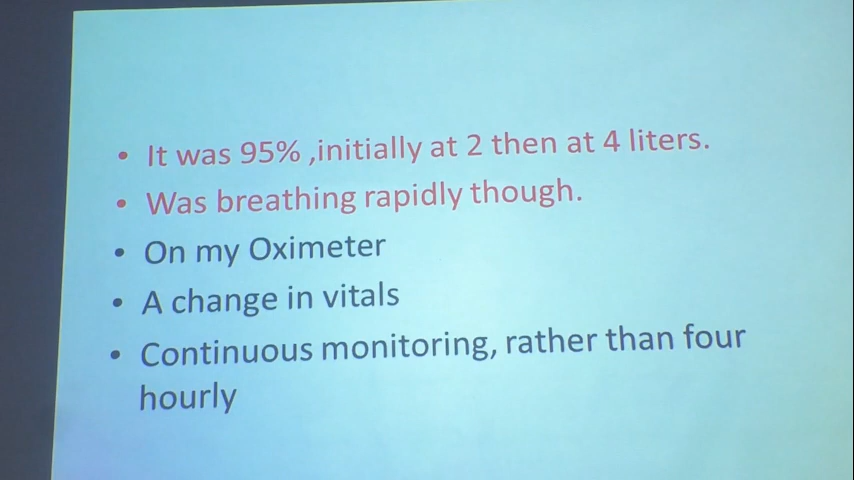 • It was 95% ,initially at 2 then at 4 liters.
• Was breathing rapidly though.
• On my Oximeter
• A change in vitals
• Continuous monitoring, rather than four
hourly